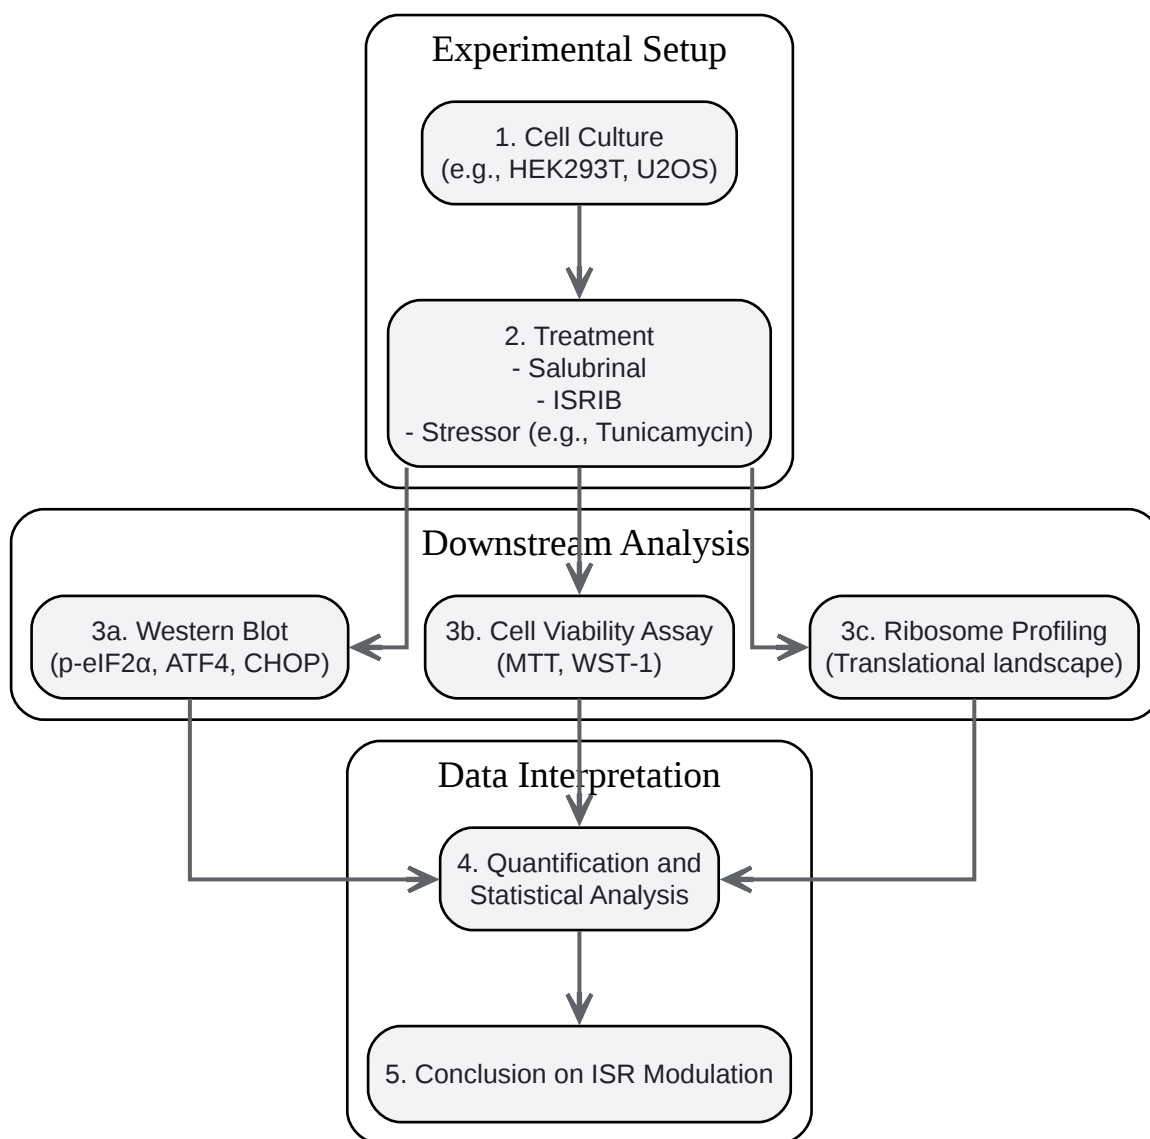 Experimental Setup
1. Cell Culture
(e.g., HEK293T, U2OS)
2. Treatment
- Salubrinal
- ISRIB
- Stressor (e.g., Tunicamycin)
Downstream Analysis
3a. Western Blot
(p-eIF2α, ATF4, CHOP)
3b. Cell Viability Assay
(MTT, WST-1)
3c. Ribosome Profiling
(Translational landscape)
Data Interpretation
4. Quantification and
Statistical Analysis
5. Conclusion on ISR Modulation